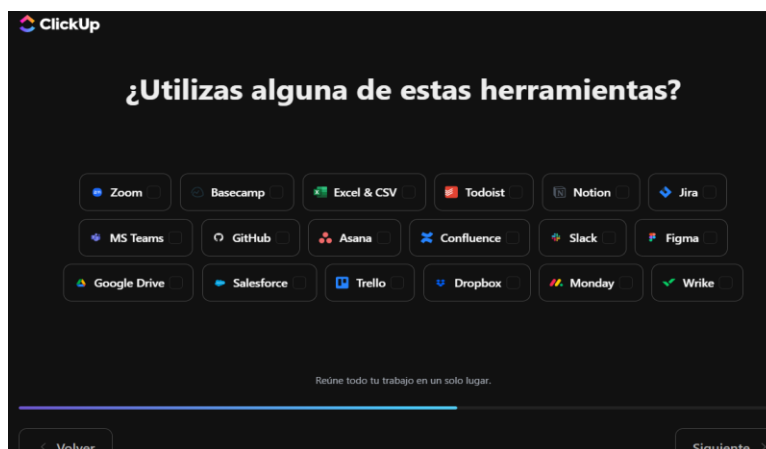 ClickUp
¿Utilizas alguna de estas herramientas?
Zoom Basecamp Excel & CSV Todoist Notion Jira
MS Teams GitHub Asana Confluence Slack Figma
Google Drive Salesforce Trello Dropbox Monday Wrike
Reúne todo tu trabajo en un solo lugar.
Volver Siguiente